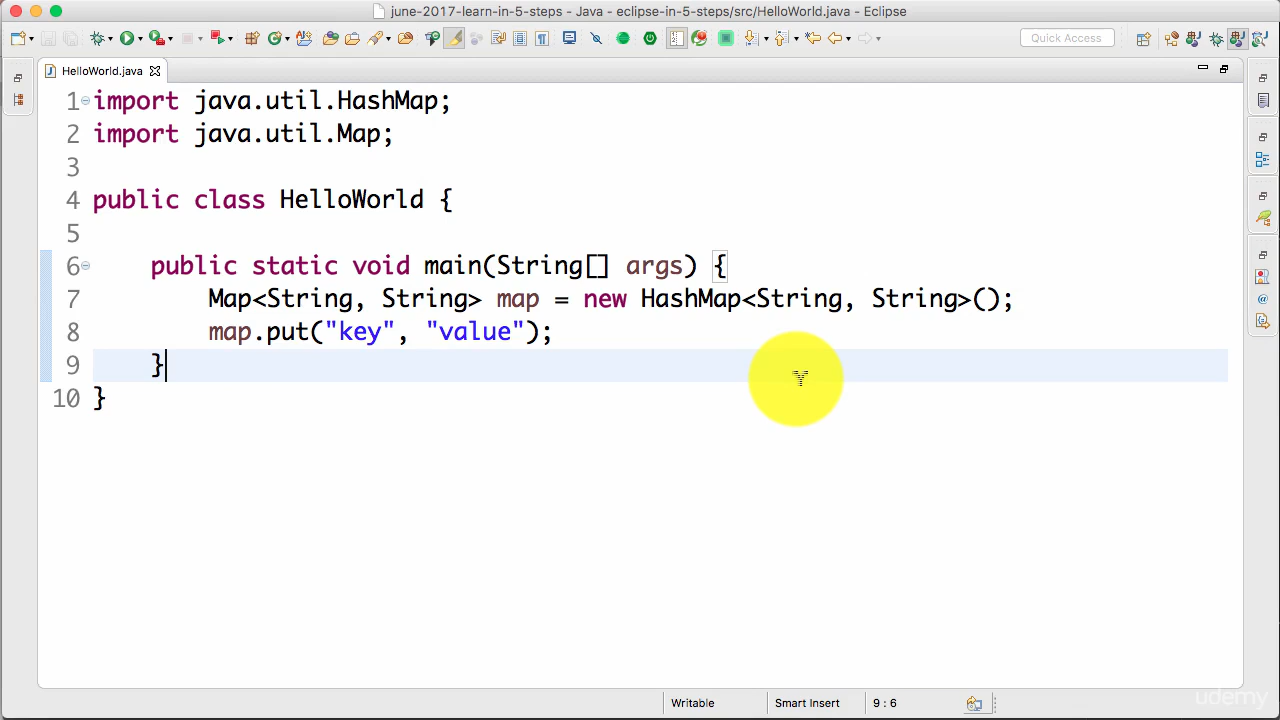 june-2017-learn-in-5-steps - Java - eclipse-in-5-steps/src/HelloWorld.java - Eclipse
Quick Access
HelloWorld.java
1 import java.util.HashMap;
2 import java.util.Map;
3
4 public class HelloWorld {
5
6 public static void main(String[] args) {
7 Map<String, String> map = new HashMap<String, String>();
8 map.put("key", "value");
9 }
10 }
Writable Smart Insert 9 : 6
udemy